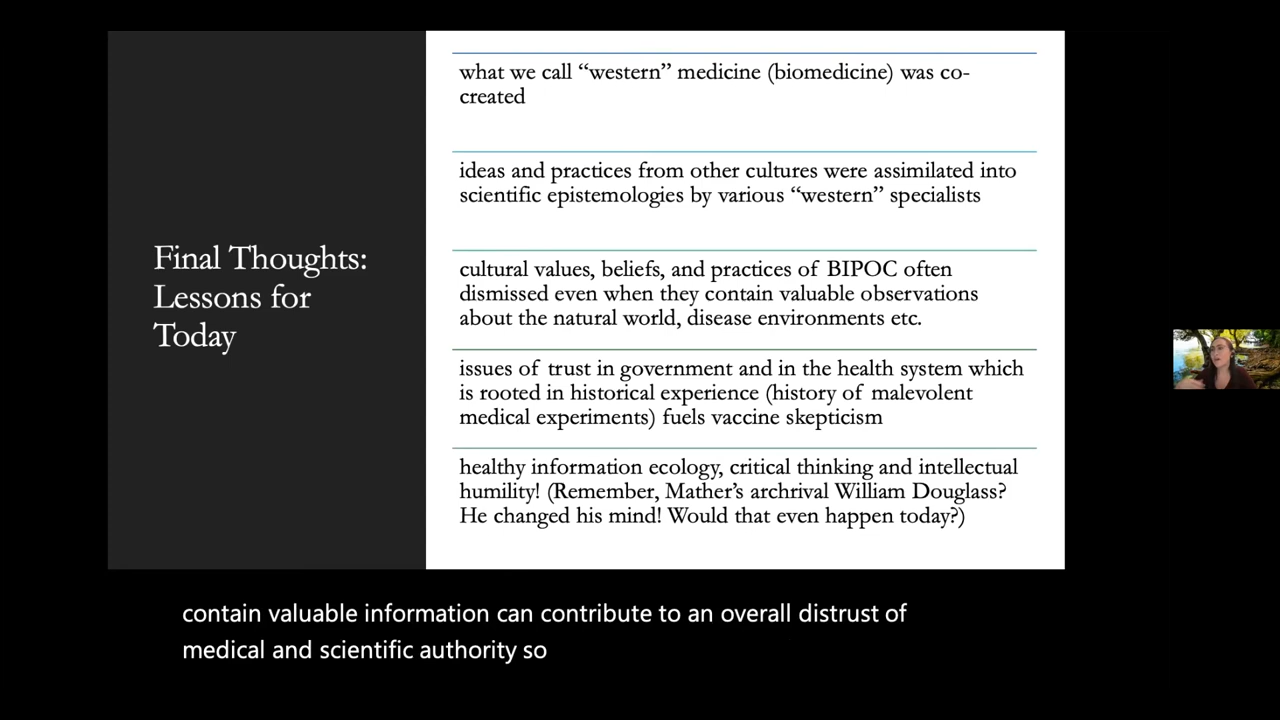 Final Thoughts:
Lessons for
Today
what we call “western” medicine (biomedicine) was co-
created
ideas and practices from other cultures were assimilated into
scientific epistemologies by various “western” specialists
cultural values, beliefs, and practices of BIPOC often
dismissed even when they contain valuable observations
about the natural world, disease environments etc.
issues of trust in government and in the health system which
is rooted in historical experience (history of malevolent
medical experiments) fuels vaccine skepticism
healthy information ecology, critical thinking and intellectual
humility! (Remember, Mather’s archrival William Douglass?
He changed his mind! Would that even happen today?)
contain valuable information can contribute to an overall distrust of
medical and scientific authority so